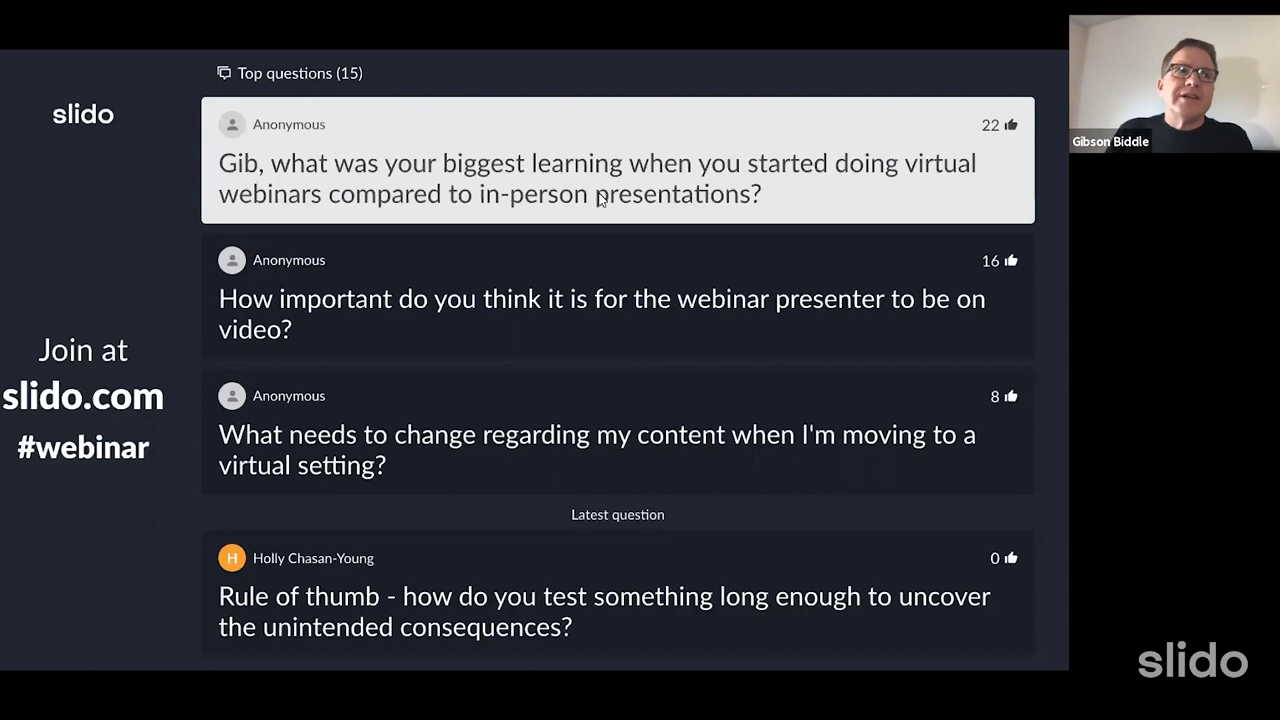 Top questions (15)
slido
Anonymous
22
Gib, what was your biggest learning when you started doing virtual
webinars compared to in-person presentations?
Gibson Biddle
Anonymous
16
How important do you think it is for the webinar presenter to be on
video?
Join at
slido.com
#webinar
Anonymous
8
What needs to change regarding my content when I'm moving to a
virtual setting?
Latest question
H
Holly Chasan-Young
0
Rule of thumb - how do you test something long enough to uncover
the unintended consequences?
slido